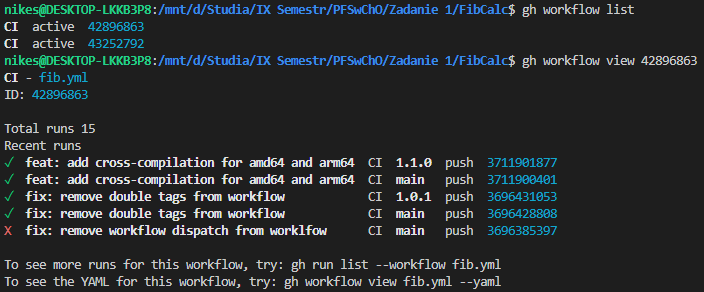 nikes@DESKTOP-LKKB3P8:/mnt/d/Studia/IX Semestr/PFSwChO/Zadanie 1/FibCalc$ gh workflow list
CI active 42896863
CI active 43252792
nikes@DESKTOP-LKKB3P8:/mnt/d/Studia/IX Semestr/PFSwChO/Zadanie 1/FibCalc$ gh workflow view 42896863
CI - fib.yml
ID: 42896863
Total runs 15
Recent runs
✓ feat: add cross-compilation for amd64 and arm64 CI 1.1.0 push 3711901877
✓ feat: add cross-compilation for amd64 and arm64 CI main push 3711900401
✓ fix: remove double tags from workflow CI 1.0.1 push 3696431053
✓ fix: remove double tags from workflow CI main push 3696428808
X fix: remove workflow dispatch from worklfow CI main push 3696385397
To see more runs for this workflow, try: gh run list --workflow fib.yml
To see the YAML for this workflow, try: gh workflow view fib.yml --yaml